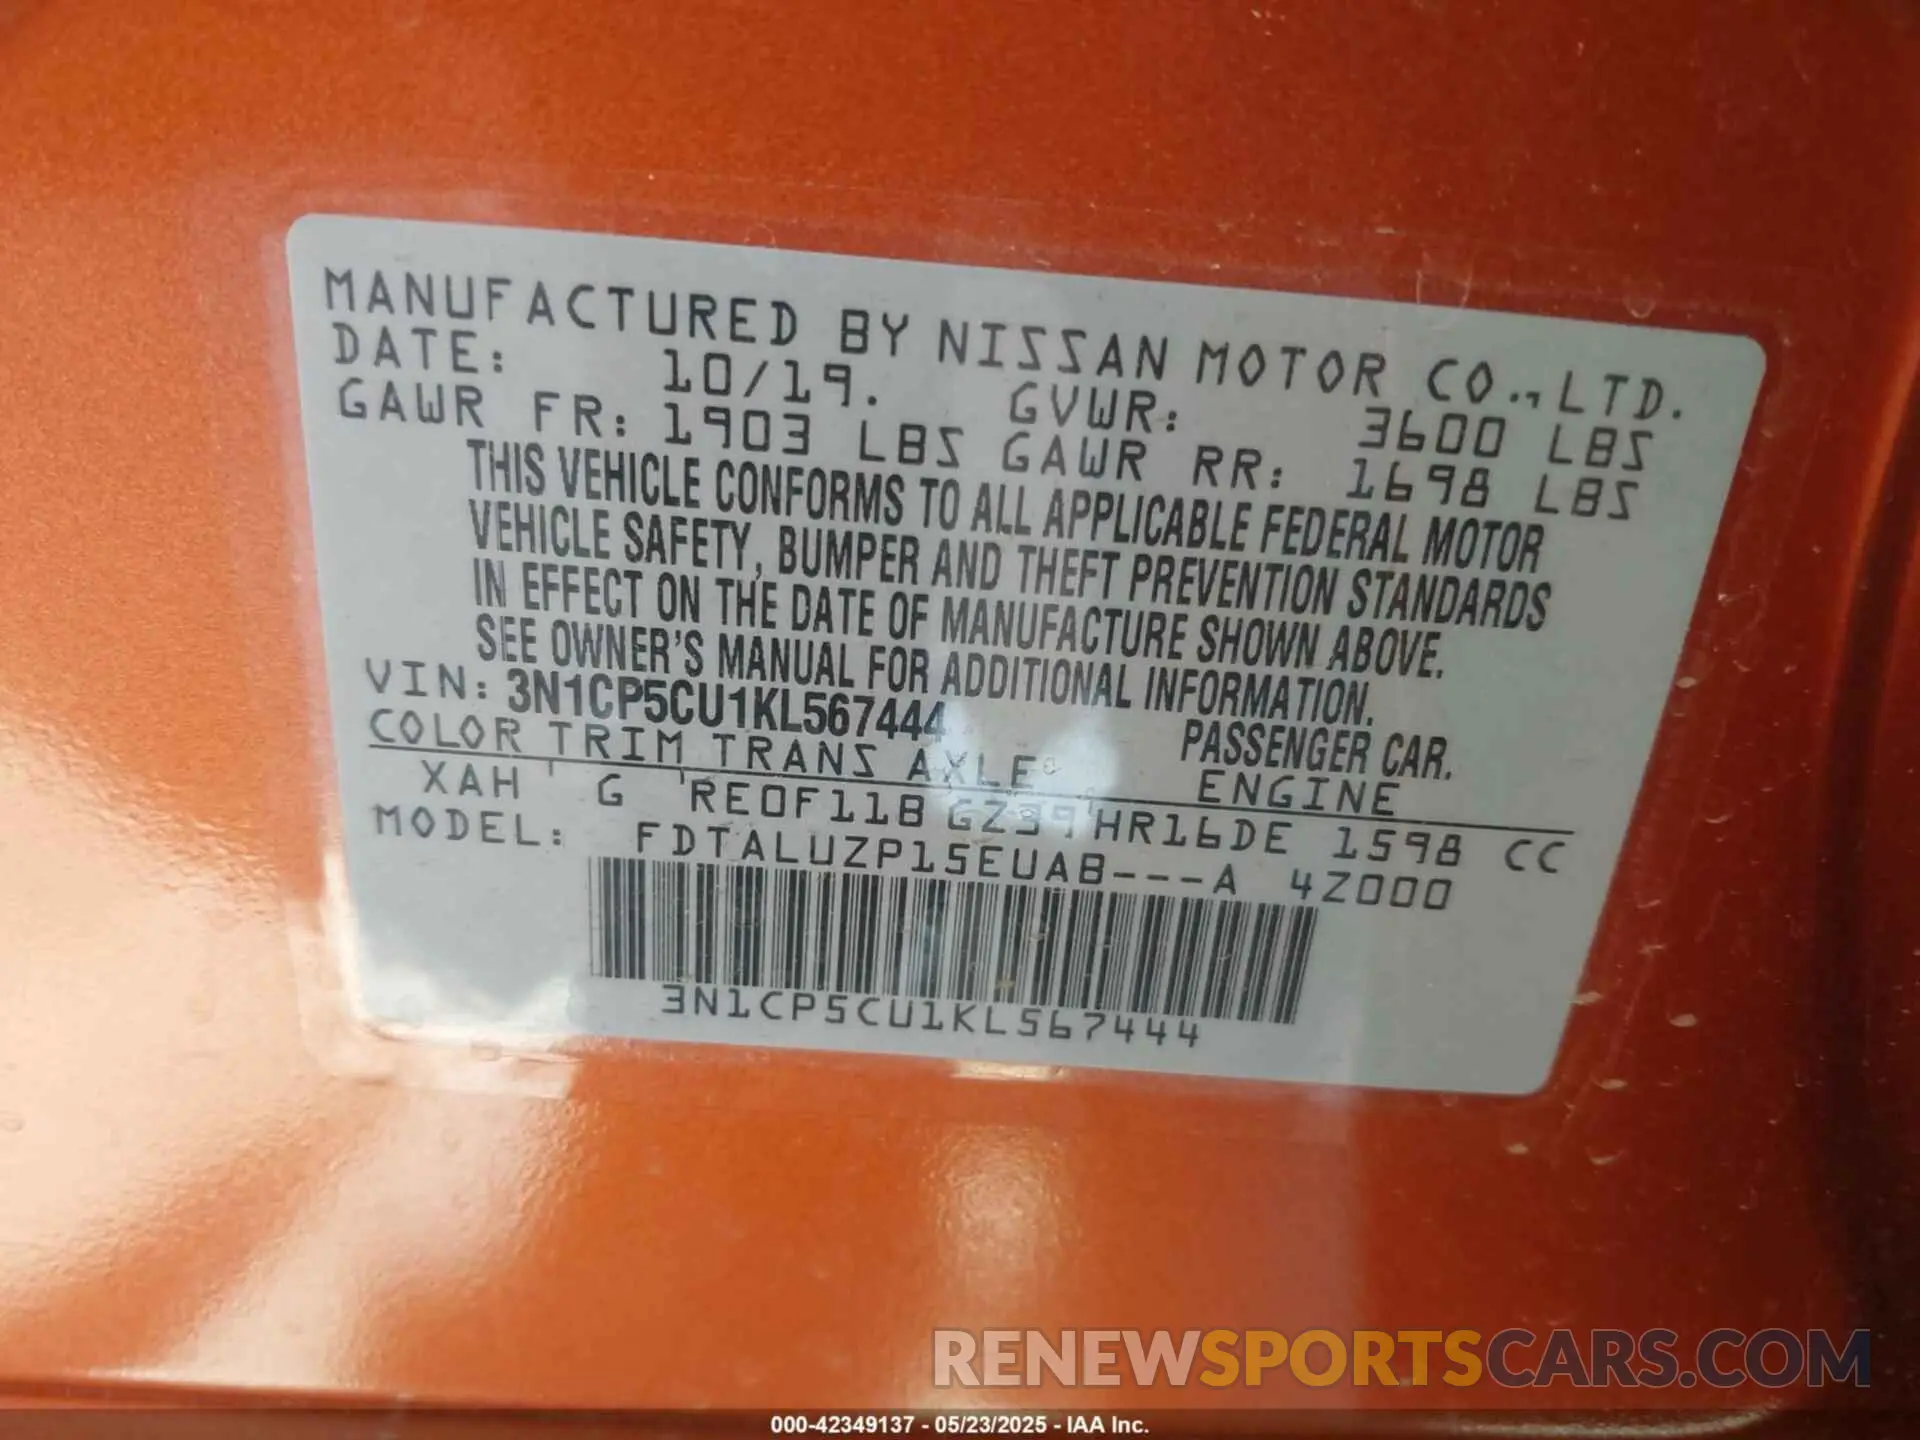 MANUFACTURED BY NISSAN MOTOR CO.,LTD.
DATE: 10/19. GVWR: 3600 LBS
GAWR FR: 1903 LBS GAWR RR: 1698 LBS
THIS VEHICLE CONFORMS TO ALL APPLICABLE FEDERAL MOTOR
VEHICLE SAFETY, BUMPER AND THEFT PREVENTION STANDARDS
IN EFFECT ON THE DATE OF MANUFACTURE SHOWN ABOVE.
SEE OWNER'S MANUAL FOR ADDITIONAL INFORMATION.
VIN: 3N1CP5CU1KL567444 PASSENGER CAR.
COLOR TRIM TRANS AXLE ENGINE
XAH G RE0F11B GZ39 HR16DE 1598 CC
MODEL: FDTALUZP15EUAB---A 4Z000
3N1CP5CU1KL567444
RENEWSPORTSCARS.COM
000-42349137 - 05/23/2025 - IAA Inc.